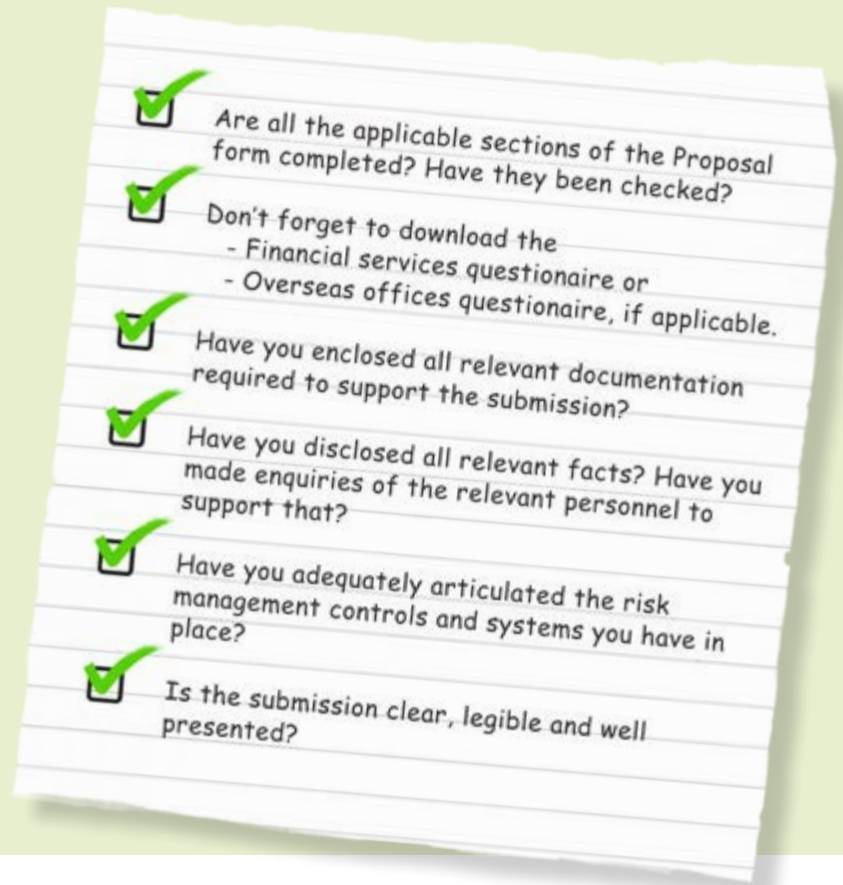 Are all the applicable sections of the Proposal
form completed? Have they been checked?
Don't forget to download the
- Financial services questionaire or
- Overseas offices questionaire, if applicable.
Have you enclosed all relevant documentation
required to support the submission?
Have you disclosed all relevant facts? Have you
made enquiries of the relevant personnel to
support that?
Have you adequately articulated the risk
management controls and systems you have in
place?
Is the submission clear, legible and well
presented?